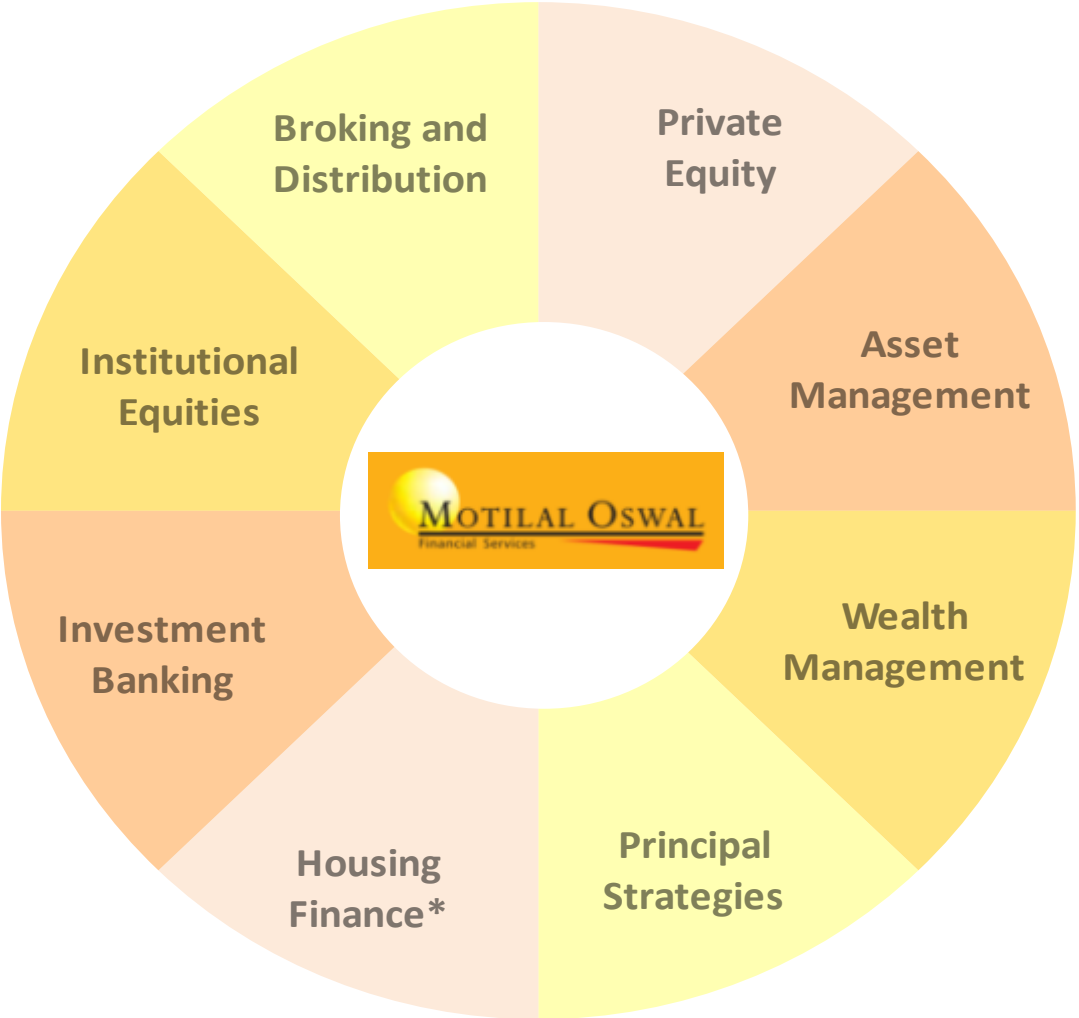 Broking and
Distribution
Private
Equity
Asset
Management
Wealth
Management
Principal
Strategies
Housing
Finance*
Investment
Banking
Institutional
Equities
MOTILAL OSWAL
Financial Services